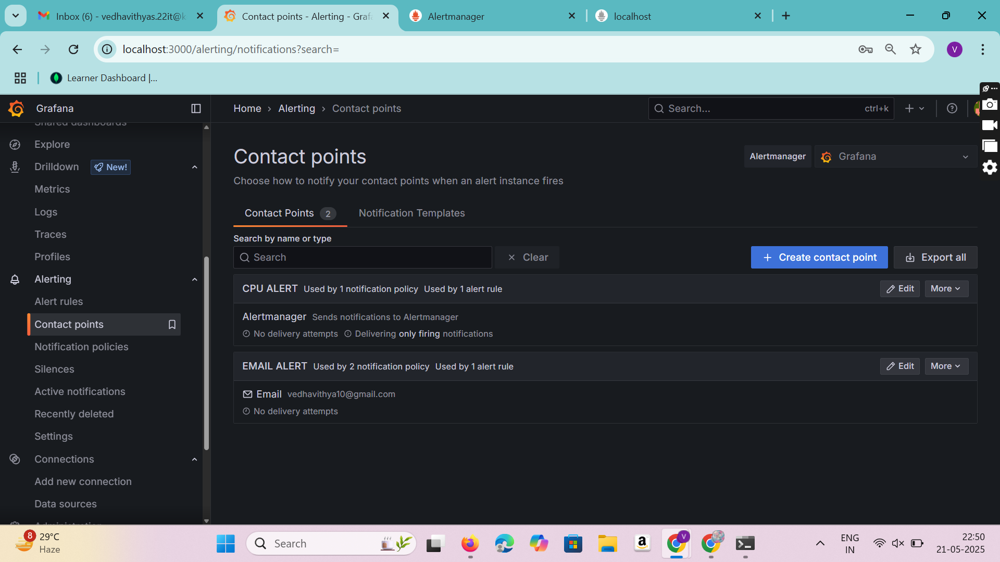 Inbox (6) - vedhavithyas.22it@k
Contact points - Alerting - Grafa
Alertmanager
localhost
localhost:3000/alerting/notifications?search=
V
Learner Dashboard |...
Grafana
Home › Alerting › Contact points
Search... ctrl+k
Shared dashboards
Explore
Drilldown New!
Metrics
Logs
Traces
Profiles
Alerting
Alert rules
Contact points
Notification policies
Silences
Active notifications
Recently deleted
Settings
Connections
Add new connection
Data sources
Administration
Contact points
Alertmanager Grafana
Choose how to notify your contact points when an alert instance fires
Contact Points 2 Notification Templates
Search by name or type
Search Clear + Create contact point Export all
CPU ALERT Used by 1 notification policy Used by 1 alert rule Edit More
Alertmanager Sends notifications to Alertmanager
No delivery attempts Delivering only firing notifications
EMAIL ALERT Used by 2 notification policy Used by 1 alert rule Edit More
Email vedhavithya10@gmail.com
No delivery attempts
8 29°C
Haze
Search
a
V
ENG
IN
22:50
21-05-2025